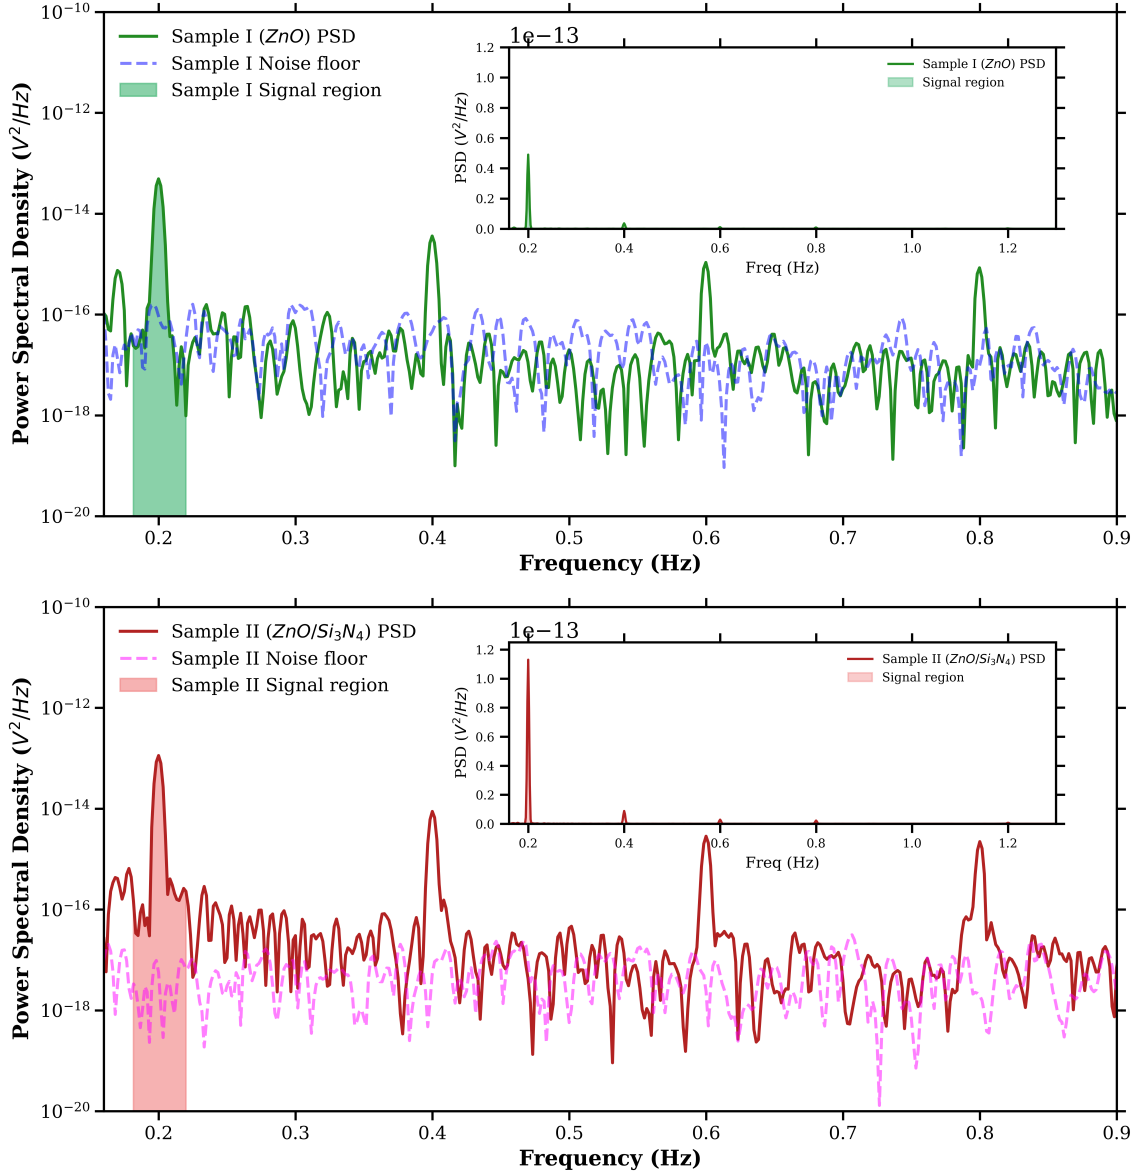 Sample I (ZnO) PSD
Sample I Noise floor
Sample I Signal region
Power Spectral Density (V²/Hz)
10⁻¹⁰
10⁻¹²
10⁻¹⁴
10⁻¹⁶
10⁻¹⁸
10⁻²⁰
0.2 0.3 0.4 0.5 0.6 0.7 0.8 0.9
Frequency (Hz)
1e−13
Sample I (ZnO) PSD
Signal region
PSD (V²/Hz)
1.2
1.0
0.8
0.6
0.4
0.2
0.0
0.2 0.4 0.6 0.8 1.0 1.2
Freq (Hz)
Sample II (ZnO/Si₃N₄) PSD
Sample II Noise floor
Sample II Signal region
Power Spectral Density (V²/Hz)
10⁻¹⁰
10⁻¹²
10⁻¹⁴
10⁻¹⁶
10⁻¹⁸
10⁻²⁰
0.2 0.3 0.4 0.5 0.6 0.7 0.8 0.9
Frequency (Hz)
1e−13
Sample II (ZnO/Si₃N₄) PSD
Signal region
PSD (V²/Hz)
1.2
1.0
0.8
0.6
0.4
0.2
0.0
0.2 0.4 0.6 0.8 1.0 1.2
Freq (Hz)